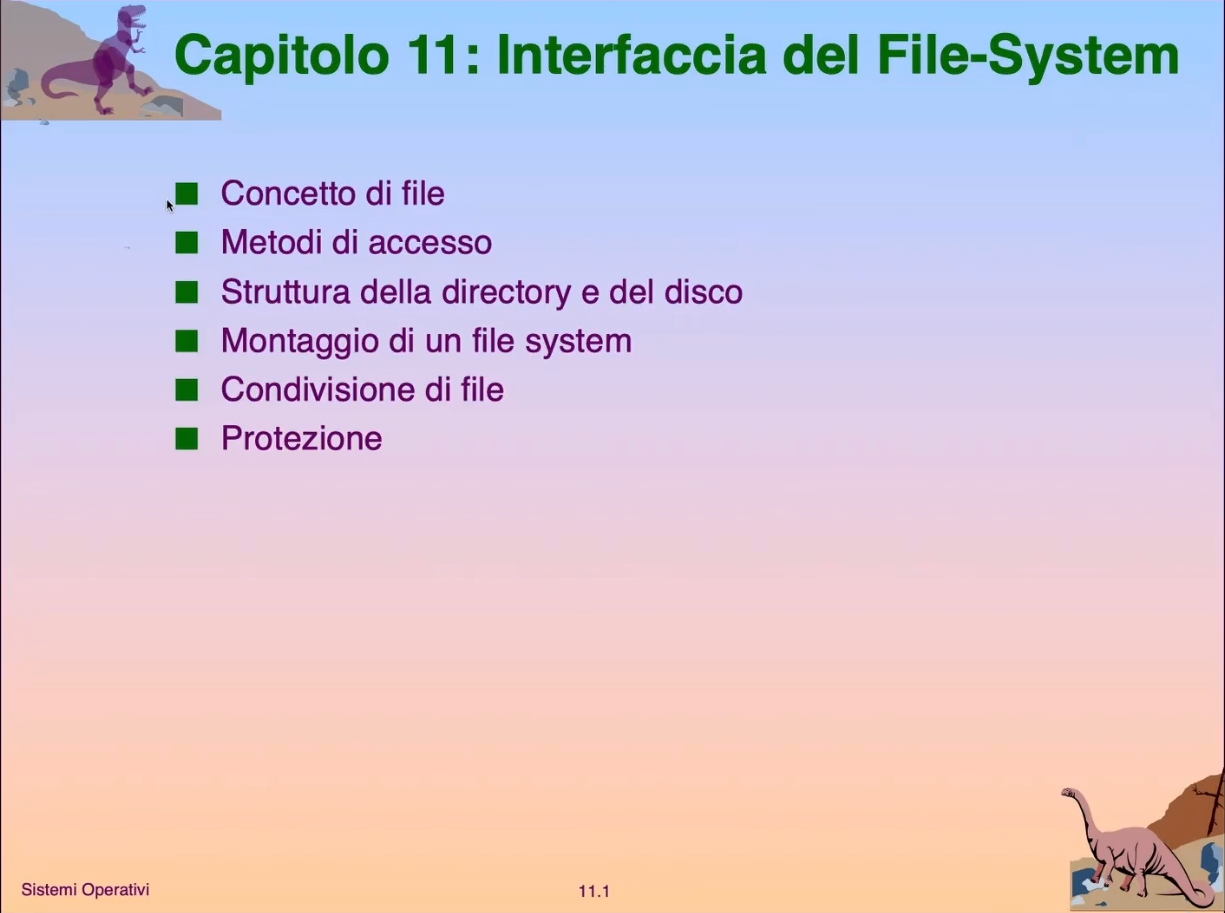 Capitolo 11: Interfaccia del File-System
Concetto di file
Metodi di accesso
Struttura della directory e del disco
Montaggio di un file system
Condivisione di file
Protezione
Sistemi Operativi
11.1